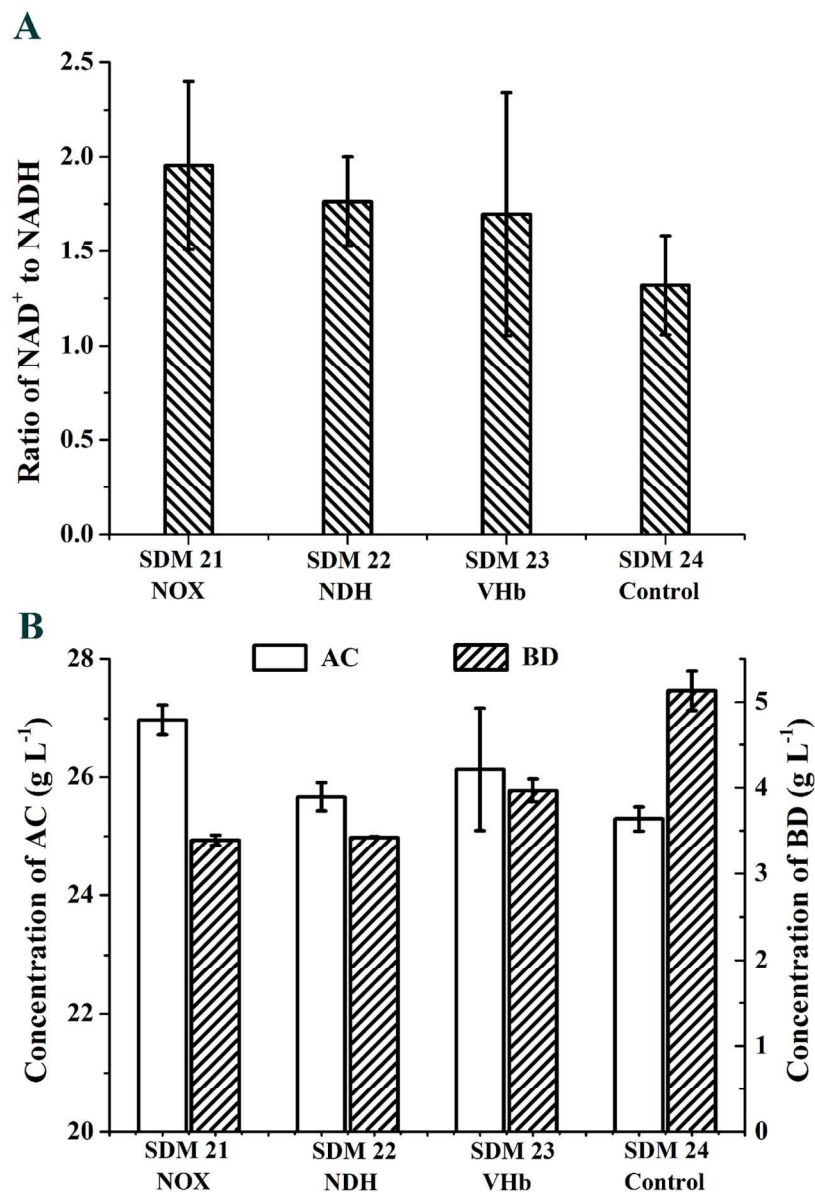 A
2.5
2.0
1.5
1.0
0.5
0.0
Ratio of NAD⁺ to NADH
SDM 21 SDM 22 SDM 23 SDM 24
NOX NDH VHb Control
B
AC BD
28
26
24
22
20
Concentration of AC (g L⁻¹)
5
4
3
2
1
0
Concentration of BD (g L⁻¹)
SDM 21 SDM 22 SDM 23 SDM 24
NOX NDH VHb Control